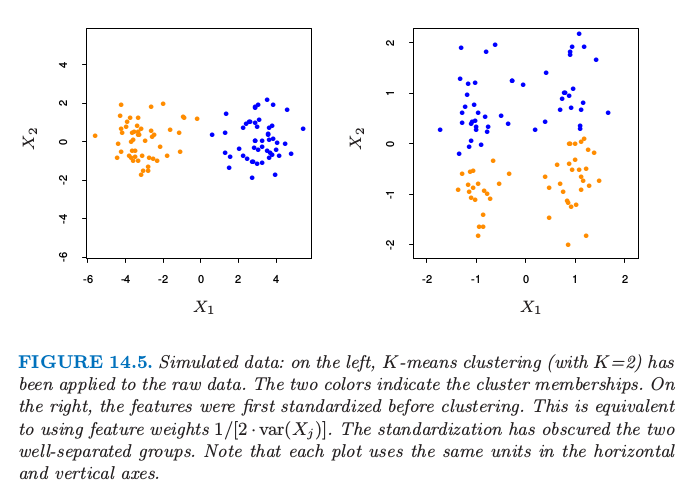 4
2
0
-2
-4
-6
X2
-6 -4 -2 0 2 4
X1
2
1
0
-1
-2
X2
-2 -1 0 1 2
X1
FIGURE 14.5. Simulated data: on the left, K-means clustering (with K=2) has
been applied to the raw data. The two colors indicate the cluster memberships. On
the right, the features were first standardized before clustering. This is equivalent
to using feature weights 1/[2 · var(Xj)]. The standardization has obscured the two
well-separated groups. Note that each plot uses the same units in the horizontal
and vertical axes.